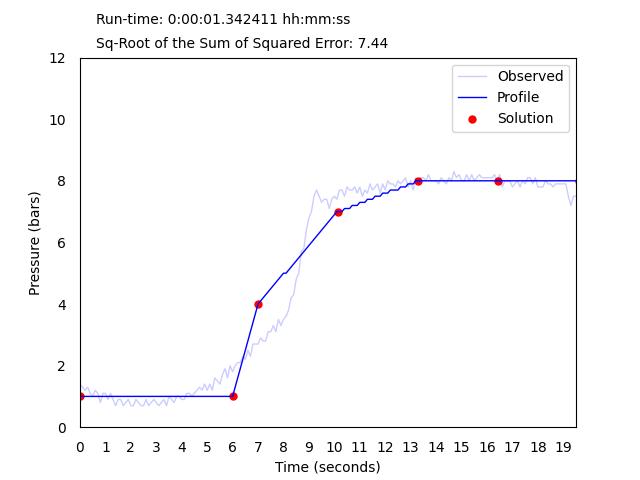 Run-time: 0:00:01.342411 hh:mm:ss
Sq-Root of the Sum of Squared Error: 7.44
12
10
8
6
4
2
0
Pressure (bars)
Observed
Profile
Solution
0 1 2 3 4 5 6 7 8 9 10 11 12 13 14 15 16 17 18 19
Time (seconds)